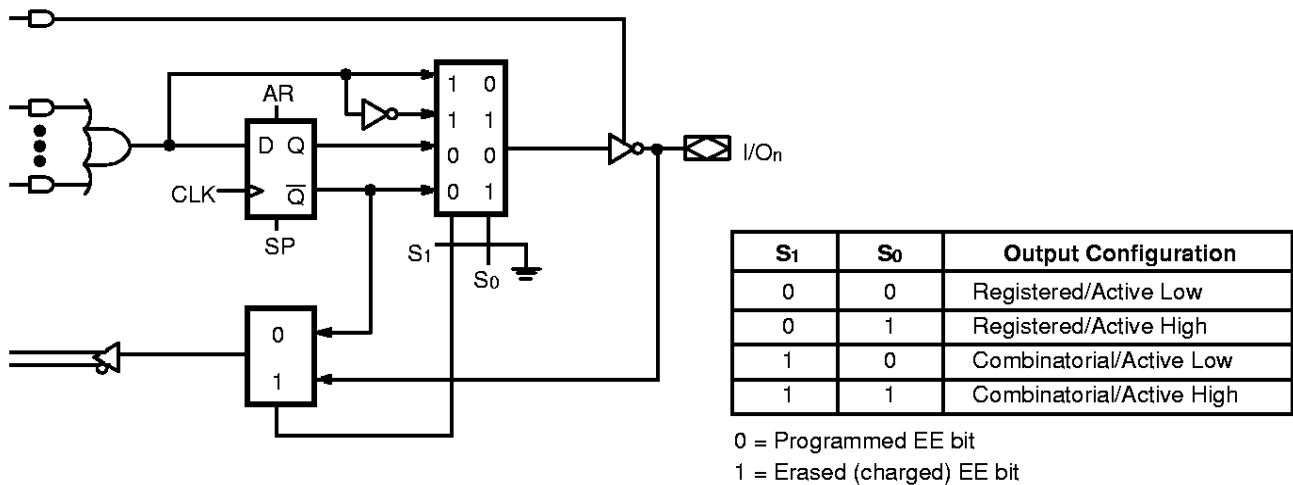 AR
1 0
D Q
1 1
I/On
0 0
CLK
Q̅
0 1
SP
S1
S0
0
1
S1 S0 Output Configuration
0 0 Registered/Active Low
0 1 Registered/Active High
1 0 Combinatorial/Active Low
1 1 Combinatorial/Active High
0 = Programmed EE bit
1 = Erased (charged) EE bit